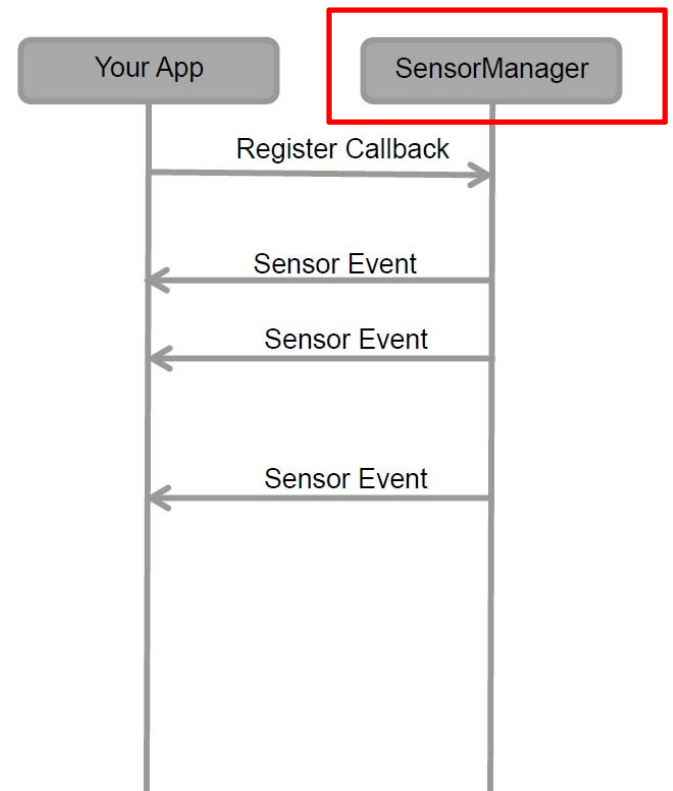 Your App
SensorManager
Register Callback
Sensor Event
Sensor Event
Sensor Event